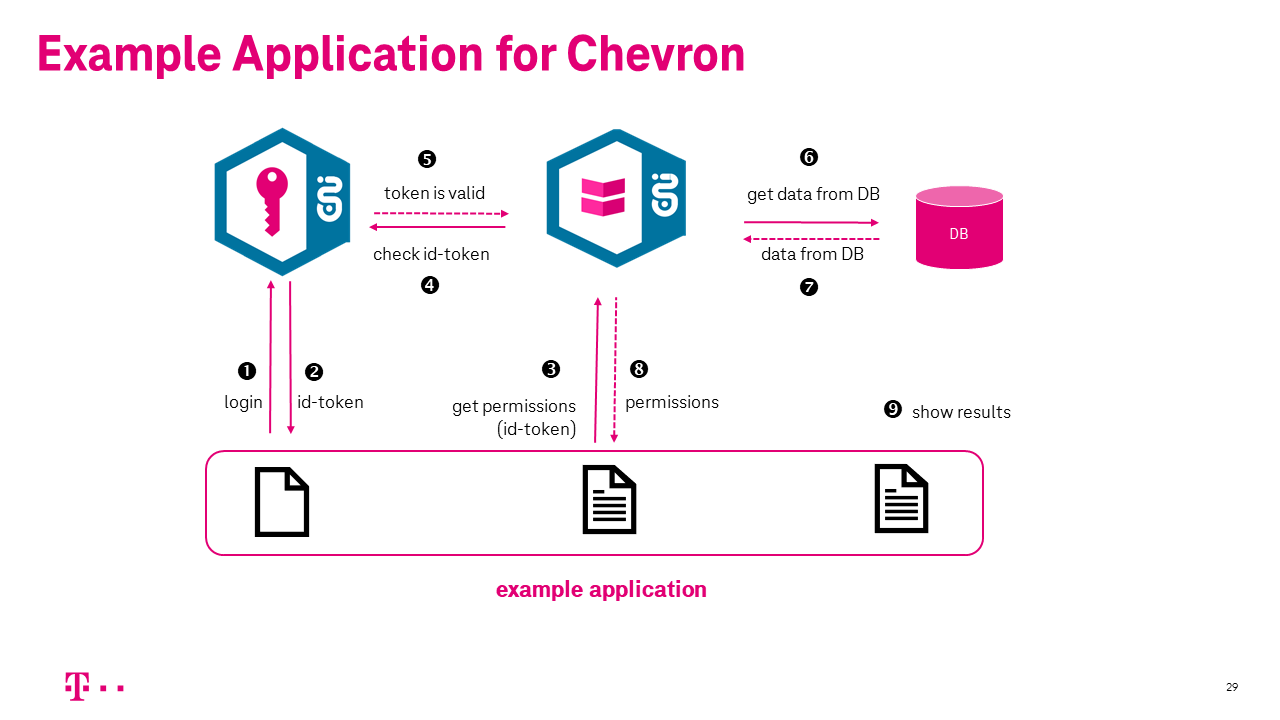 Example Application for Chevron
❺
token is valid
check id-token
❹
❻
get data from DB
data from DB
❼
DB
❶
login
❷
id-token
❸
get permissions
(id-token)
❽
permissions
❾ show results
example application
T
29